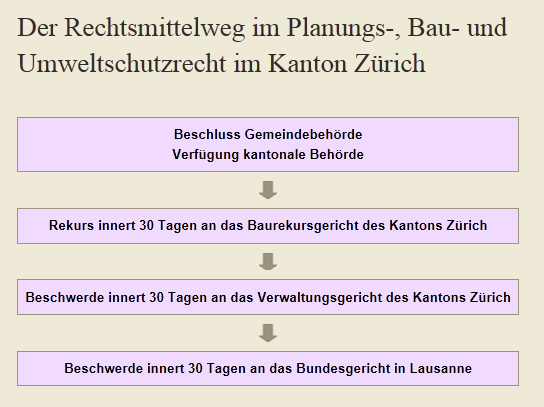 Der Rechtsmittelweg im Planungs-, Bau- und
Umweltschutzrecht im Kanton Zürich
Beschluss Gemeindebehörde
Verfügung kantonale Behörde
Rekurs innert 30 Tagen an das Baurekursgericht des Kantons Zürich
Beschwerde innert 30 Tagen an das Verwaltungsgericht des Kantons Zürich
Beschwerde innert 30 Tagen an das Bundesgericht in Lausanne